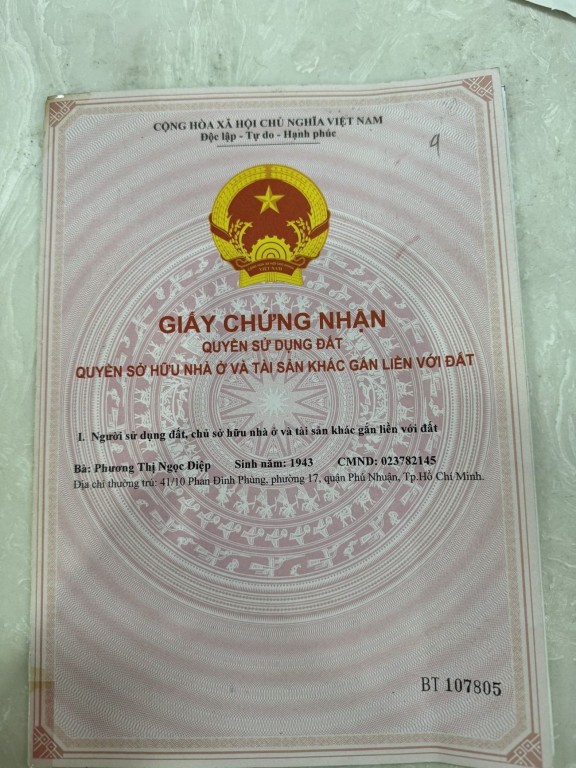 CỘNG HÒA XÃ HỘI CHỦ NGHĨA VIỆT NAM
Độc lập - Tự do - Hạnh phúc
9
VIỆT NAM
GIẤY CHỨNG NHẬN
QUYỀN SỬ DỤNG ĐẤT
QUYỀN SỞ HỮU NHÀ Ở VÀ TÀI SẢN KHÁC GẮN LIỀN VỚI ĐẤT
I. Người sử dụng đất, chủ sở hữu nhà ở và tài sản khác gắn liền với đất
Bà: Phương Thị Ngọc Diệp Sinh năm: 1943 CMND: 023782145
Địa chỉ thường trú: 41/10 Phan Đình Phùng, phường 17, quận Phú Nhuận, Tp.Hồ Chí Minh.
BT 107805